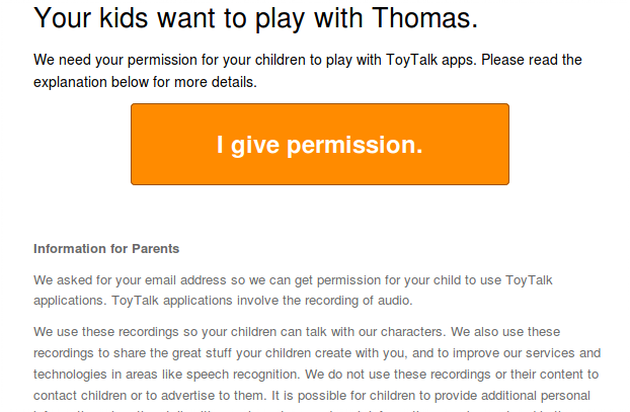 Your kids want to play with Thomas.
We need your permission for your children to play with ToyTalk apps. Please read the
explanation below for more details.
I give permission.
Information for Parents
We asked for your email address so we can get permission for your child to use ToyTalk
applications. ToyTalk applications involve the recording of audio.
We use these recordings so your children can talk with our characters. We also use these
recordings to share the great stuff your children create with you, and to improve our services and
technologies in areas like speech recognition. We do not use these recordings or their content to
contact children or to advertise to them. It is possible for children to provide additional personal